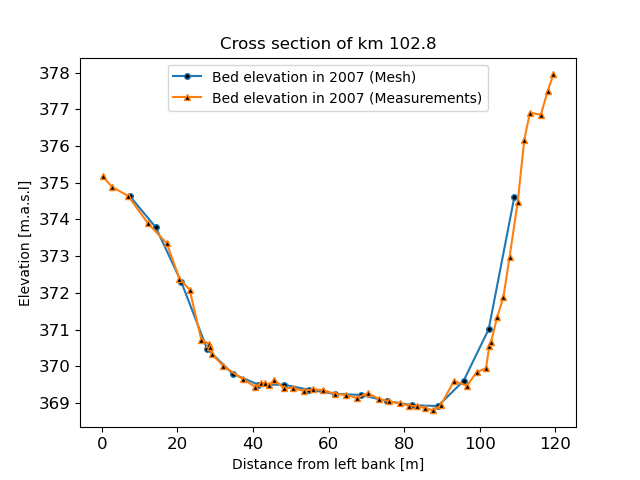 Cross section of km 102.8
Bed elevation in 2007 (Mesh)
Bed elevation in 2007 (Measurements)
Elevation [m.a.s.l]
378
377
376
375
374
373
372
371
370
369
0 20 40 60 80 100 120
Distance from left bank [m]